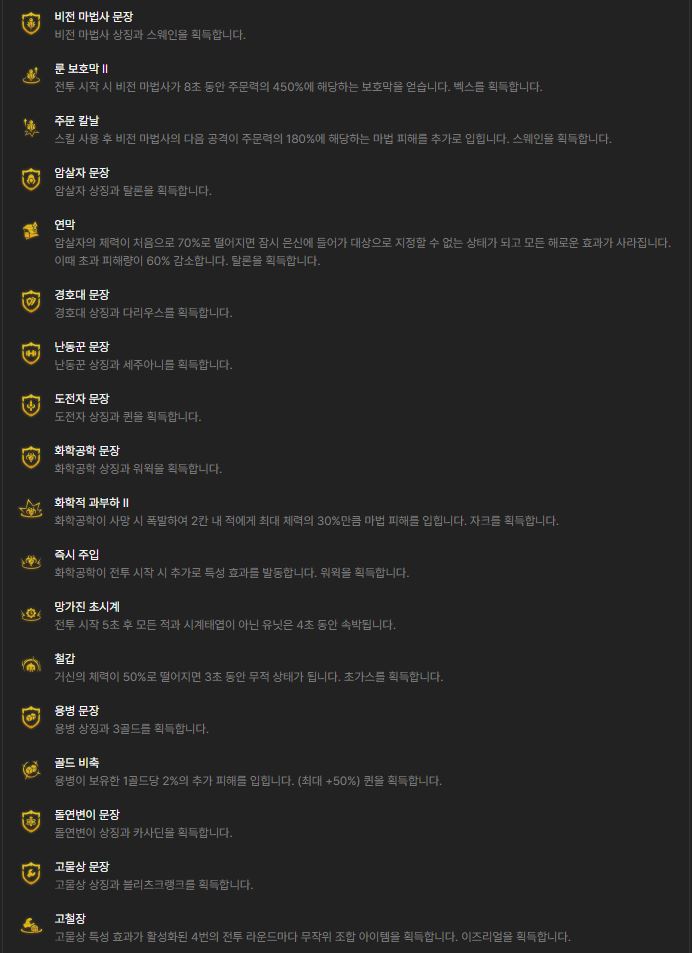 비전 마법사 문장
비전 마법사 상징과 스웨인을 획득합니다.
룬 보호막 II
전투 시작 시 비전 마법사가 8초 동안 주문력의 450%에 해당하는 보호막을 얻습니다. 벡스를 획득합니다.
주문 칼날
스킬 사용 후 비전 마법사의 다음 공격이 주문력의 180%에 해당하는 마법 피해를 추가로 입힙니다. 스웨인을 획득합니다.
암살자 문장
암살자 상징과 탈론을 획득합니다.
연막
암살자의 체력이 처음으로 70%로 떨어지면 잠시 은신에 들어가 대상으로 지정할 수 없는 상태가 되고 모든 해로운 효과가 사라집니다.
이때 초과 피해량이 60% 감소합니다. 탈론을 획득합니다.
경호대 문장
경호대 상징과 다리우스를 획득합니다.
난동꾼 문장
난동꾼 상징과 세주아니를 획득합니다.
도전자 문장
도전자 상징과 퀸을 획득합니다.
화학공학 문장
화학공학 상징과 워윅을 획득합니다.
화학적 과부하 II
화학공학이 사망 시 폭발하여 2칸 내 적에게 최대 체력의 30%만큼 마법 피해를 입힙니다. 자크를 획득합니다.
즉시 주입
화학공학이 전투 시작 시 추가로 특성 효과를 발동합니다. 워윅을 획득합니다.
망가진 초시계
전투 시작 5초 후 모든 적과 시계태엽이 아닌 유닛은 4초 동안 속박됩니다.
철갑
거신의 체력이 50%로 떨어지면 3초 동안 무적 상태가 됩니다. 초가스를 획득합니다.
용병 문장
용병 상징과 3골드를 획득합니다.
골드 비축
용병이 보유한 1골드당 2%의 추가 피해를 입힙니다. (최대 +50%) 퀸을 획득합니다.
돌연변이 문장
돌연변이 상징과 카사딘을 획득합니다.
고물상 문장
고물상 상징과 블리츠크랭크를 획득합니다.
고철장
고물상 특성 효과가 활성화된 4번의 전투 라운드마다 무작위 조합 아이템을 획득합니다. 이즈리얼을 획득합니다.